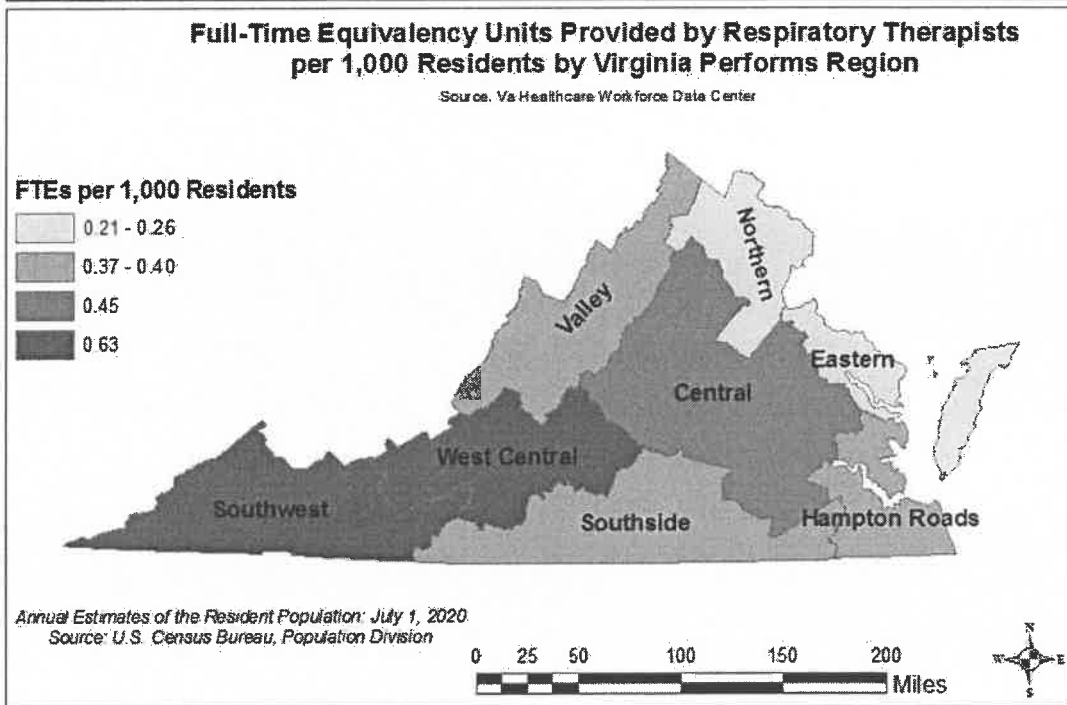 Full-Time Equivalency Units Provided by Respiratory Therapists
per 1,000 Residents by Virginia Performs Region
Source. Va Healthcare Workforce Data Center
FTEs per 1,000 Residents
0.21 - 0.26
0.37 - 0.40
0.45
0.63
Northern
Valley
Eastern
Central
West Central
Southwest
Southside
Hampton Roads
Annual Estimates of the Resident Population: July 1, 2020.
Source: U.S. Census Bureau, Population Division
0 25 50 100 150 200
Miles
N
W E
S